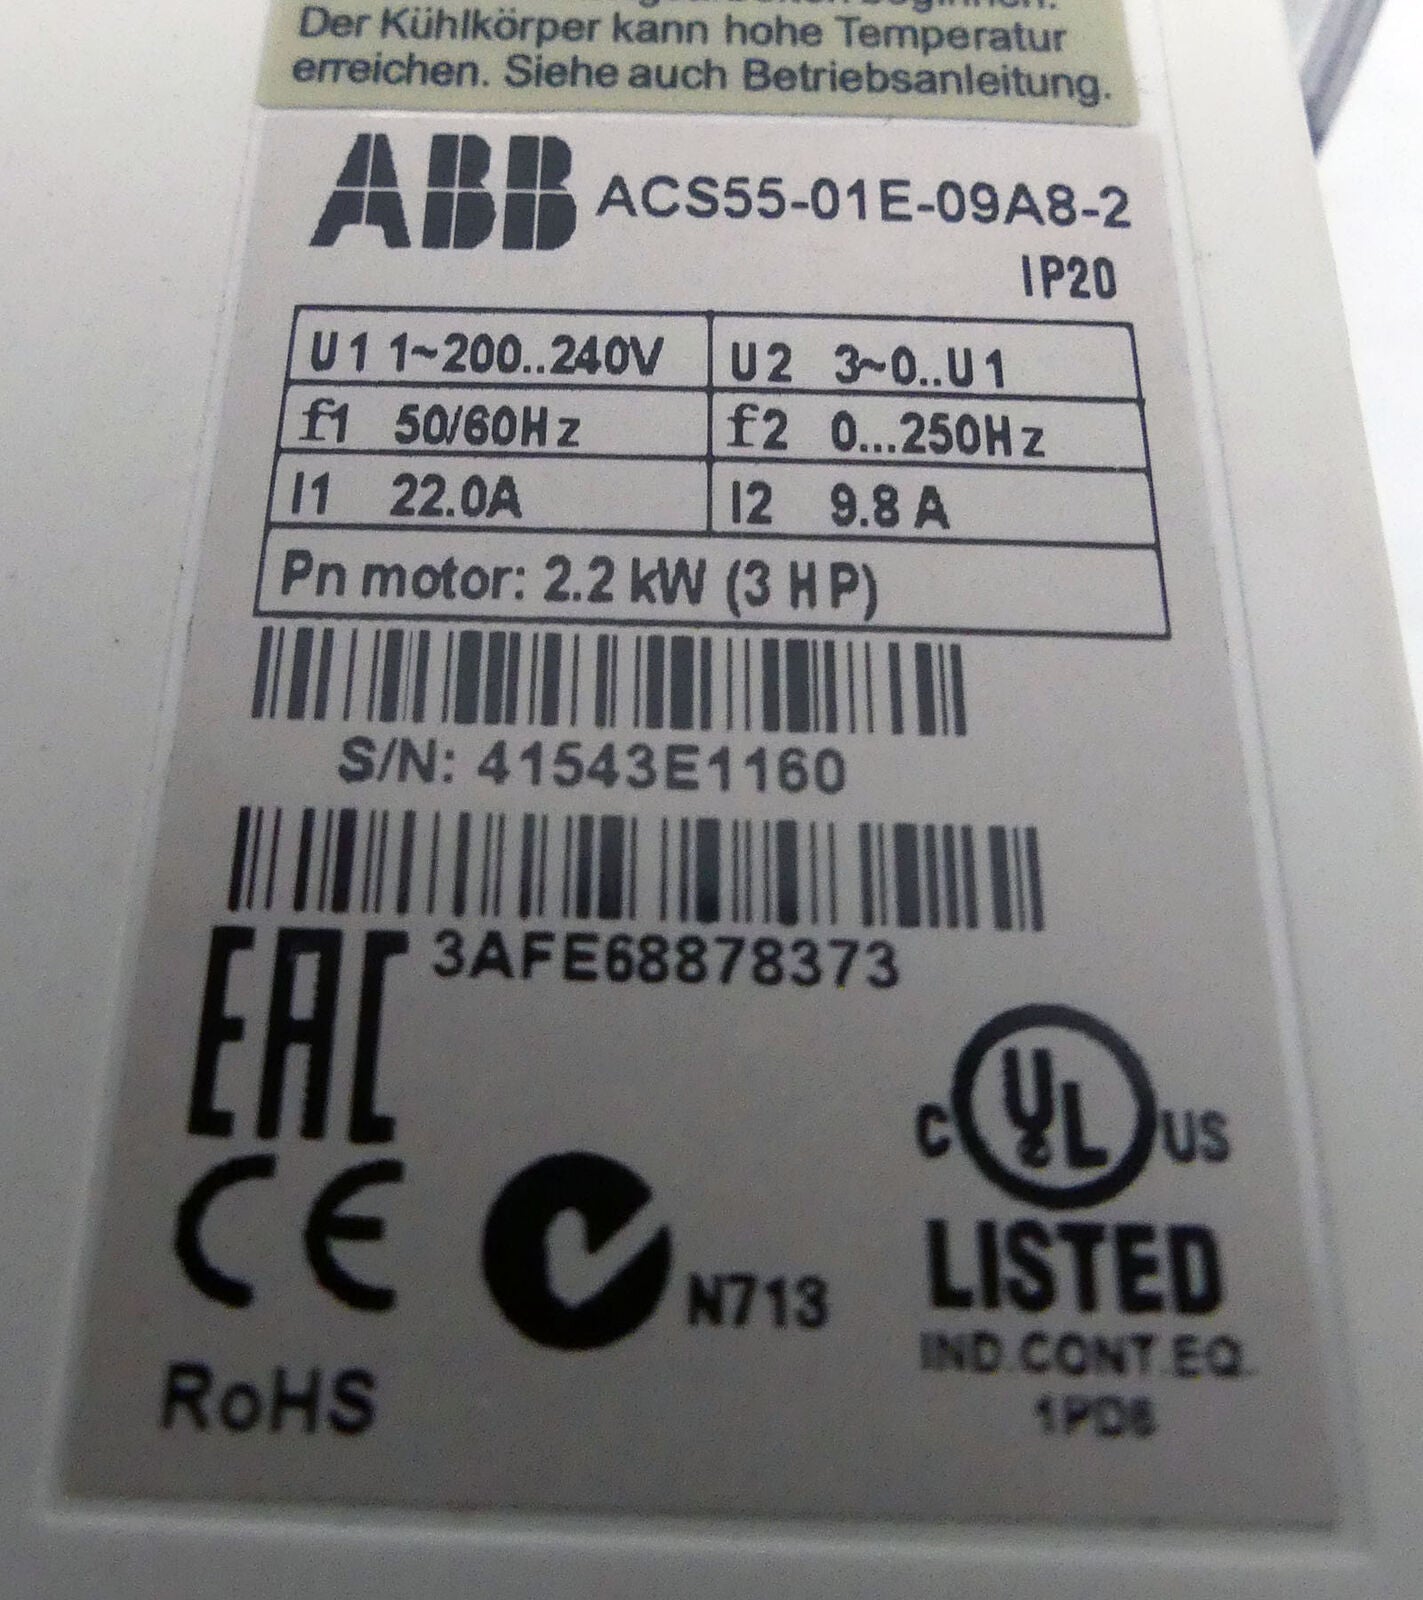 Der Kühlkörper kann hohe Temperatur
erreichen. Siehe auch Betriebsanleitung.
ABB ACS55-01E-09A8-2
IP20
U1 1~200..240V U2 3~0..U1
f1 50/60Hz f2 0...250Hz
I1 22.0A I2 9.8 A
Pn motor: 2.2 kW (3 HP)
S/N: 41543E1160
3AFE68878373
EAC
C UL US
LISTED
CE N713
IND.CONT.EQ.
1PD6
RoHS